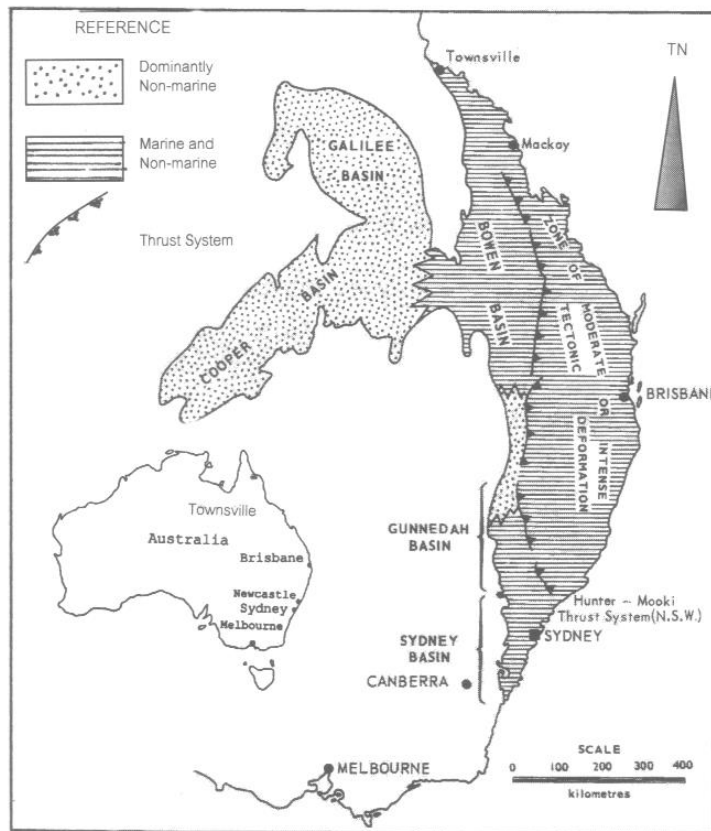 REFERENCE
Dominantly
Non-marine
Marine and
Non-marine
Thrust System
TN
Townsville
Mackay
GALILEE
BASIN
BOWEN
BASIN
COOPER
BASIN
ZONE OF
MODERATE OR INTENSE
TECTONIC DEFORMATION
BRISBANE
GUNNEDAH
BASIN
Hunter - Mooki
Thrust System (N.S.W.)
SYDNEY
SYDNEY
BASIN
CANBERRA
MELBOURNE
Townsville
Australia
Brisbane
Newcastle
Sydney
Melbourne
SCALE
0 100 200 300 400
kilometres